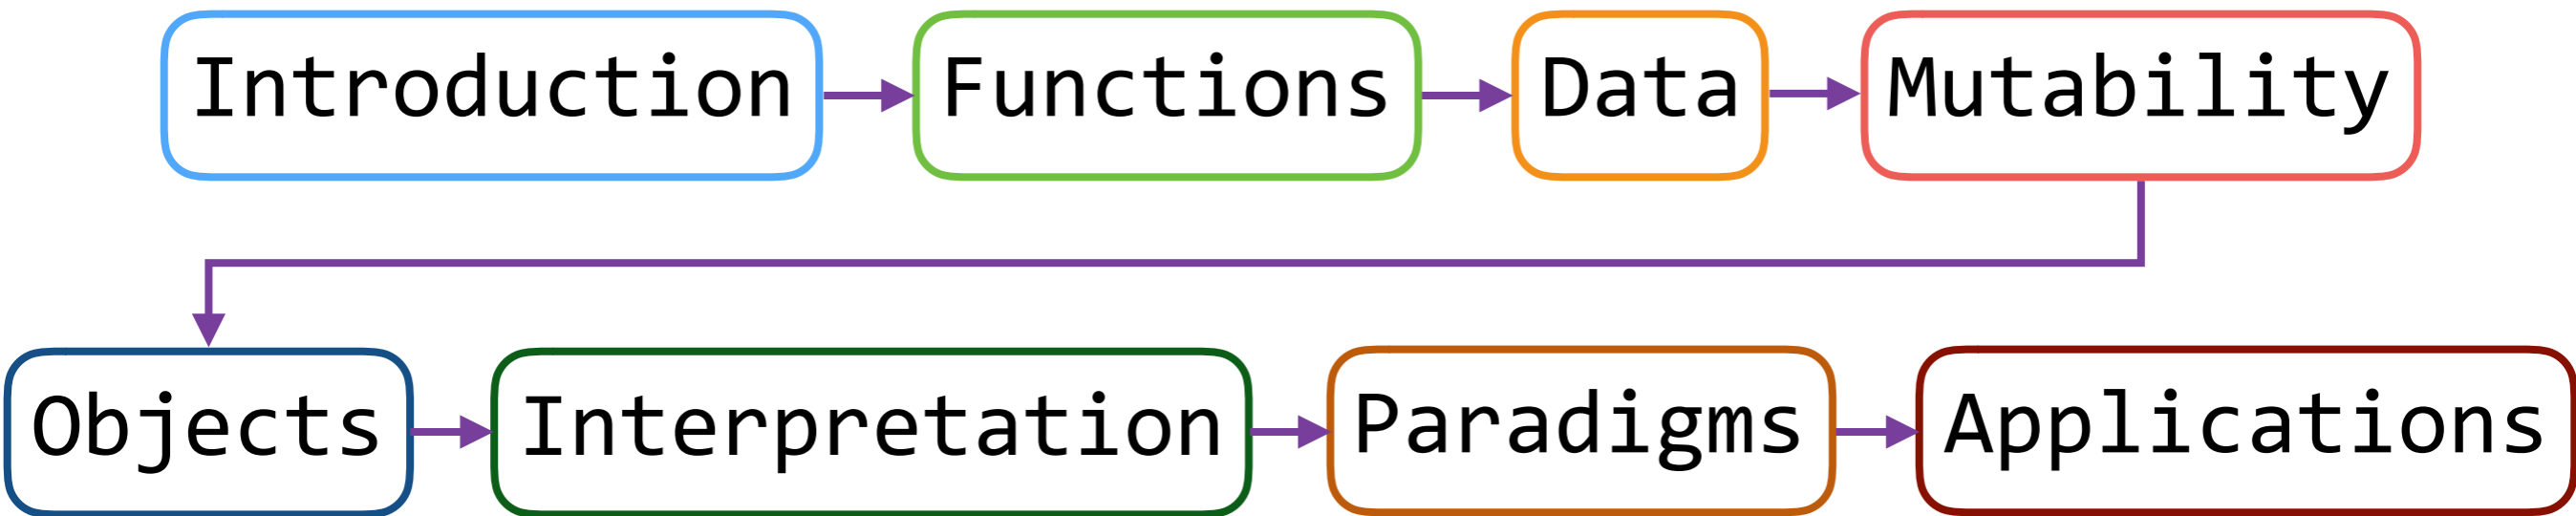 Introduction Functions Data Mutability
Objects Interpretation Paradigms Applications